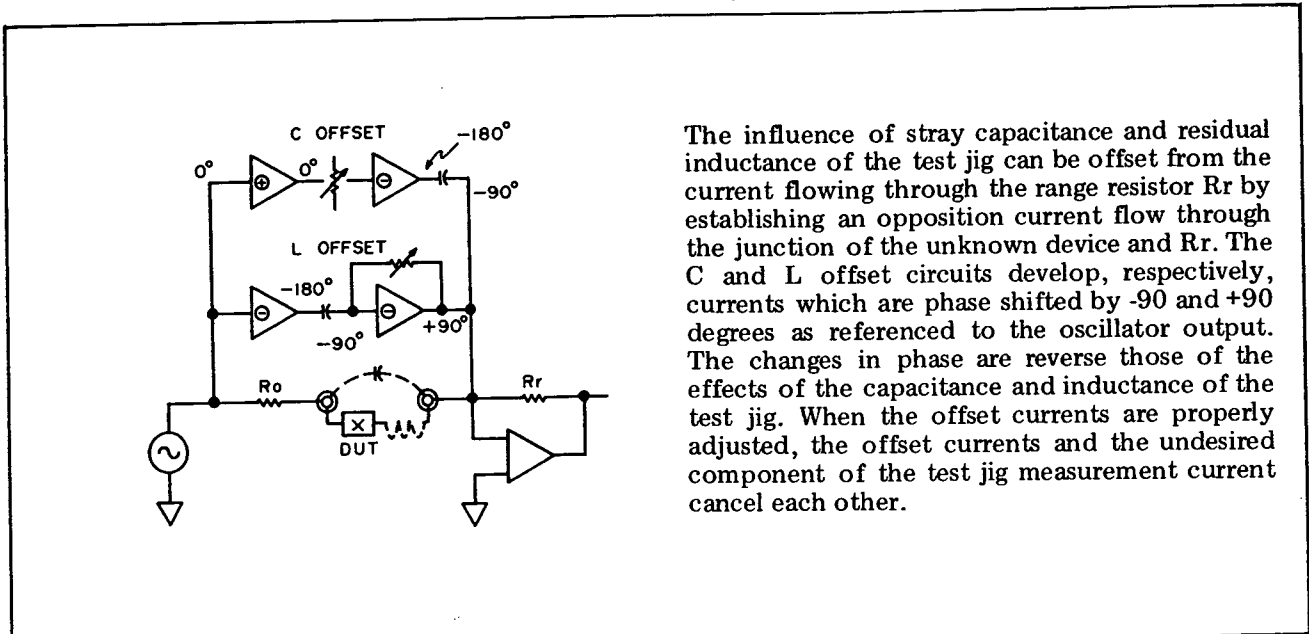 C OFFSET
-180°
0°
0°
-90°
L OFFSET
-180°
-90°
+90°
Ro
Rr
X
DUT
The influence of stray capacitance and residual
inductance of the test jig can be offset from the
current flowing through the range resistor Rr by
establishing an opposition current flow through
the junction of the unknown device and Rr. The
C and L offset circuits develop, respectively,
currents which are phase shifted by -90 and +90
degrees as referenced to the oscillator output.
The changes in phase are reverse those of the
effects of the capacitance and inductance of the
test jig. When the offset currents are properly
adjusted, the offset currents and the undesired
component of the test jig measurement current
cancel each other.